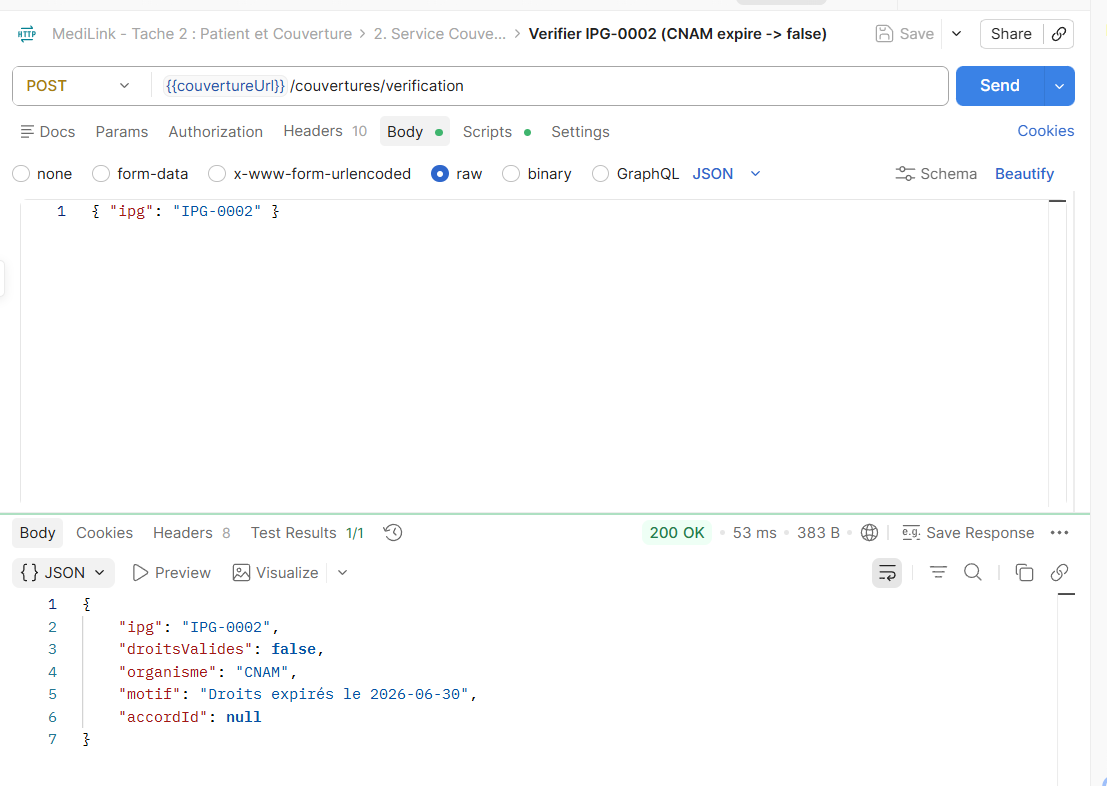 HTTP MediLink - Tache 2 : Patient et Couverture > 2. Service Couve... > Verifier IPG-0002 (CNAM expire -> false) Save Share
POST {{couvertureUrl}} /couvertures/verification Send
Docs Params Authorization Headers 10 Body Scripts Settings Cookies
none form-data x-www-form-urlencoded raw binary GraphQL JSON Schema Beautify
1 { "ipg": "IPG-0002" }
Body Cookies Headers 8 Test Results 1/1 200 OK 53 ms 383 B e.g. Save Response
{} JSON Preview Visualize
1 {
2 "ipg": "IPG-0002",
3 "droitsValides": false,
4 "organisme": "CNAM",
5 "motif": "Droits expirés le 2026-06-30",
6 "accordId": null
7 }